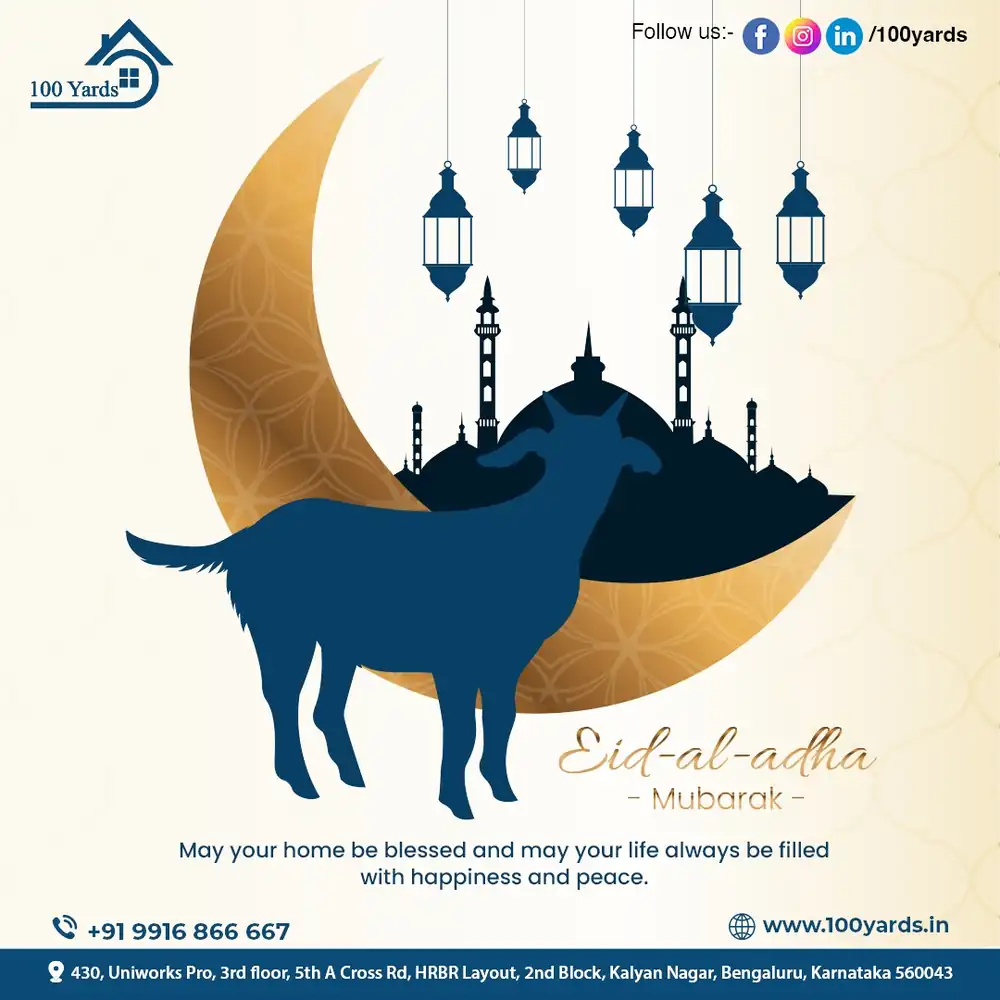 100 Yards
Follow us:- /100yards
Eid-al-adha
- Mubarak -
May your home be blessed and may your life always be filled
with happiness and peace.
+91 9916 866 667
www.100yards.in
430, Uniworks Pro, 3rd floor, 5th A Cross Rd, HRBR Layout, 2nd Block, Kalyan Nagar, Bengaluru, Karnataka 560043